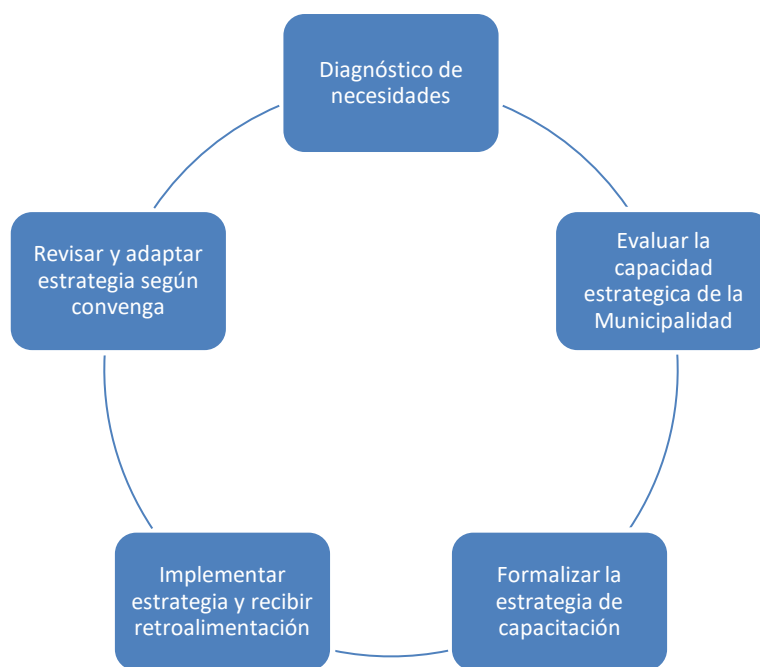 Diagnóstico de
necesidades
Evaluar la
capacidad
estrategica de la
Municipalidad
Formalizar la
estrategia de
capacitación
Implementar
estrategia y recibir
retroalimentación
Revisar y adaptar
estrategia según
convenga